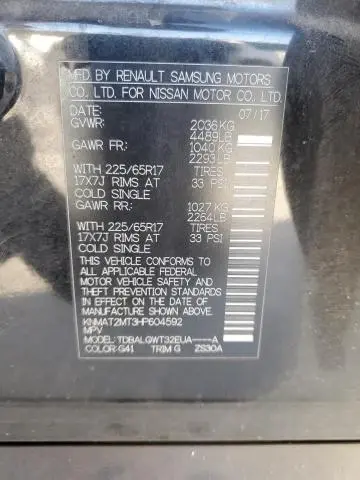 MFD. BY RENAULT SAMSUNG MOTORS
CO. LTD. FOR NISSAN MOTOR CO. LTD.
DATE: 07/17
GVWR: 2036KG
4489LB
GAWR FR: 1040KG
2293LB
WITH 225/65R17 TIRES
17X7J RIMS AT 33 PSI
COLD SINGLE
GAWR RR: 1027KG
2264LB
WITH 225/65R17 TIRES
17X7J RIMS AT 33 PSI
COLD SINGLE
THIS VEHICLE CONFORMS TO
ALL APPLICABLE FEDERAL
MOTOR VEHICLE SAFETY AND
THEFT PREVENTION STANDARDS
IN EFFECT ON THE DATE OF
MANUFACTURE SHOWN ABOVE.
KNMAT2MT3HP604592
MPV
MODEL: TDBALGWT32EUA----A
COLOR: G41 TRIM G ZS30A